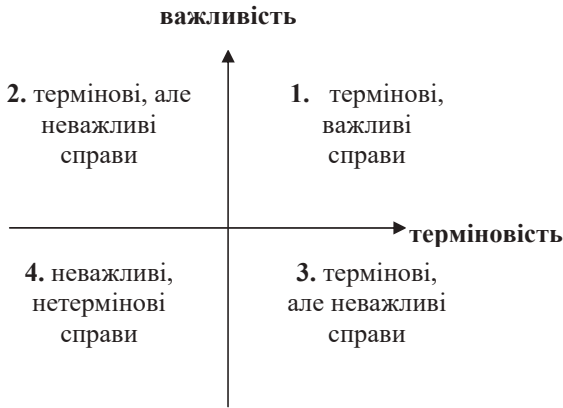 важливість
2. термінові, але
неважливі
справи
1. термінові,
важливі
справи
терміновість
4. неважливі,
нетермінові
справи
3. термінові,
але неважливі
справи